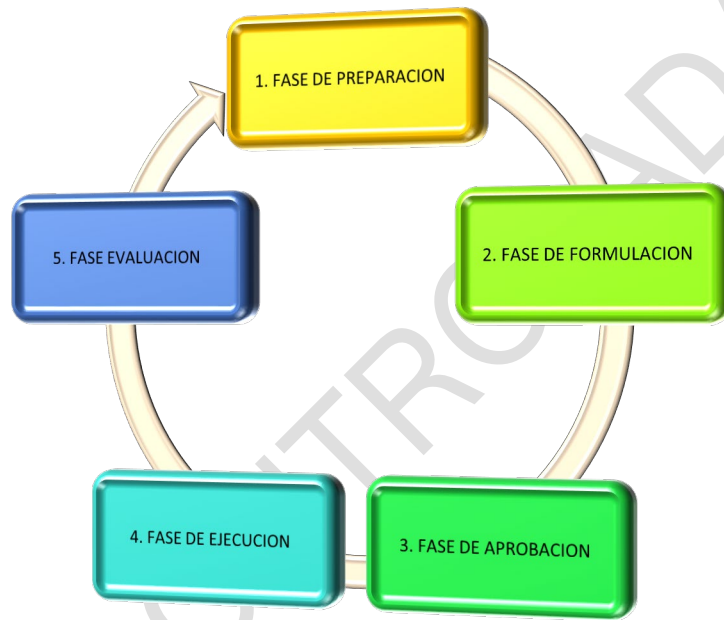 1. FASE DE PREPARACION
2. FASE DE FORMULACION
3. FASE DE APROBACION
4. FASE DE EJECUCION
5. FASE EVALUACION